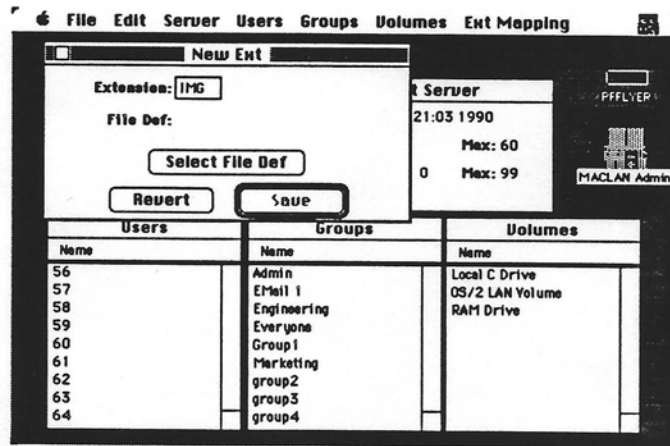 File Edit Server Users Groups Volumes Ext Mapping
New Ext
Extension: IMG
File Def:
Select File Def
Revert
Save
t Server
21:03 1990
Max: 60
0 Max: 99
PFFLYER
MACLAN Admin
Users
Name
56
57
58
59
60
61
62
63
64
Groups
Name
Admin
EMail 1
Engineering
Everyone
Group1
Marketing
group2
group3
group4
Volumes
Name
Local C Drive
OS/2 LAN Volume
RAM Drive